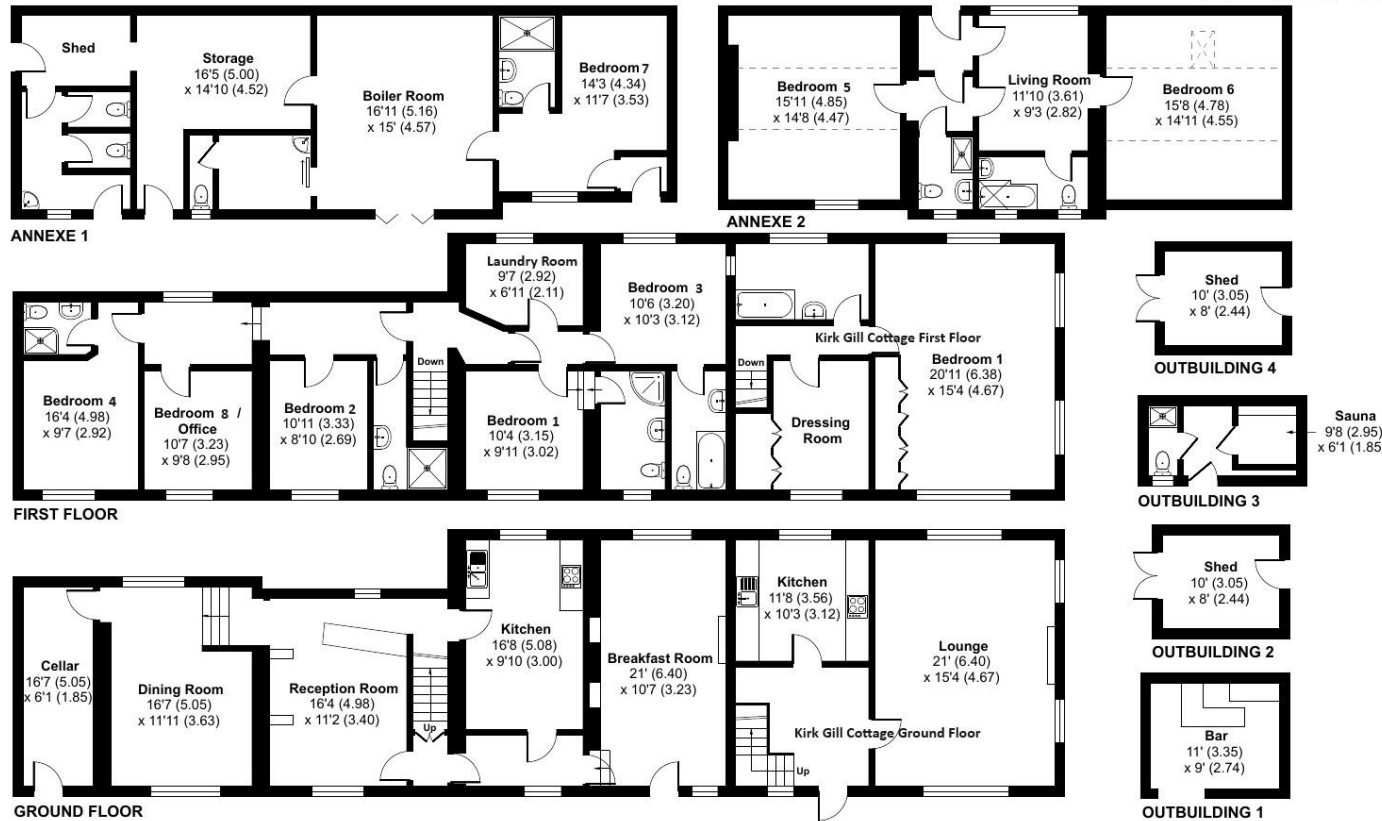 Shed
Storage
16'5 (5.00)
x 14'10 (4.52)
Boiler Room
16'11 (5.16)
x 15' (4.57)
Bedroom 7
14'3 (4.34)
x 11'7 (3.53)
ANNEXE 1
Bedroom 5
15'11 (4.85)
x 14'8 (4.47)
Living Room
11'10 (3.61)
x 9'3 (2.82)
Bedroom 6
15'8 (4.78)
x 14'11 (4.55)
ANNEXE 2
Laundry Room
9'7 (2.92)
x 6'11 (2.11)
Bedroom 3
10'6 (3.20)
x 10'3 (3.12)
Kirk Gill Cottage First Floor
Bedroom 1
20'11 (6.38)
x 15'4 (4.67)
Down
Down
Bedroom 4
16'4 (4.98)
x 9'7 (2.92)
Bedroom 8 /
Office
10'7 (3.23)
x 9'8 (2.95)
Bedroom 2
10'11 (3.33)
x 8'10 (2.69)
Bedroom 1
10'4 (3.15)
x 9'11 (3.02)
Dressing
Room
FIRST FLOOR
Shed
10' (3.05)
x 8' (2.44)
OUTBUILDING 4
Sauna
9'8 (2.95)
x 6'1 (1.85
OUTBUILDING 3
Cellar
16'7 (5.05)
x 6'1 (1.85)
Dining Room
16'7 (5.05)
x 11'11 (3.63)
Reception Room
16'4 (4.98)
x 11'2 (3.40)
Up
Kitchen
16'8 (5.08)
x 9'10 (3.00)
Breakfast Room
21' (6.40)
x 10'7 (3.23)
Kitchen
11'8 (3.56)
x 10'3 (3.12)
Lounge
21' (6.40)
x 15'4 (4.67)
Kirk Gill Cottage Ground Floor
Up
GROUND FLOOR
Shed
10' (3.05)
x 8' (2.44)
OUTBUILDING 2
Bar
11' (3.35)
x 9' (2.74)
OUTBUILDING 1